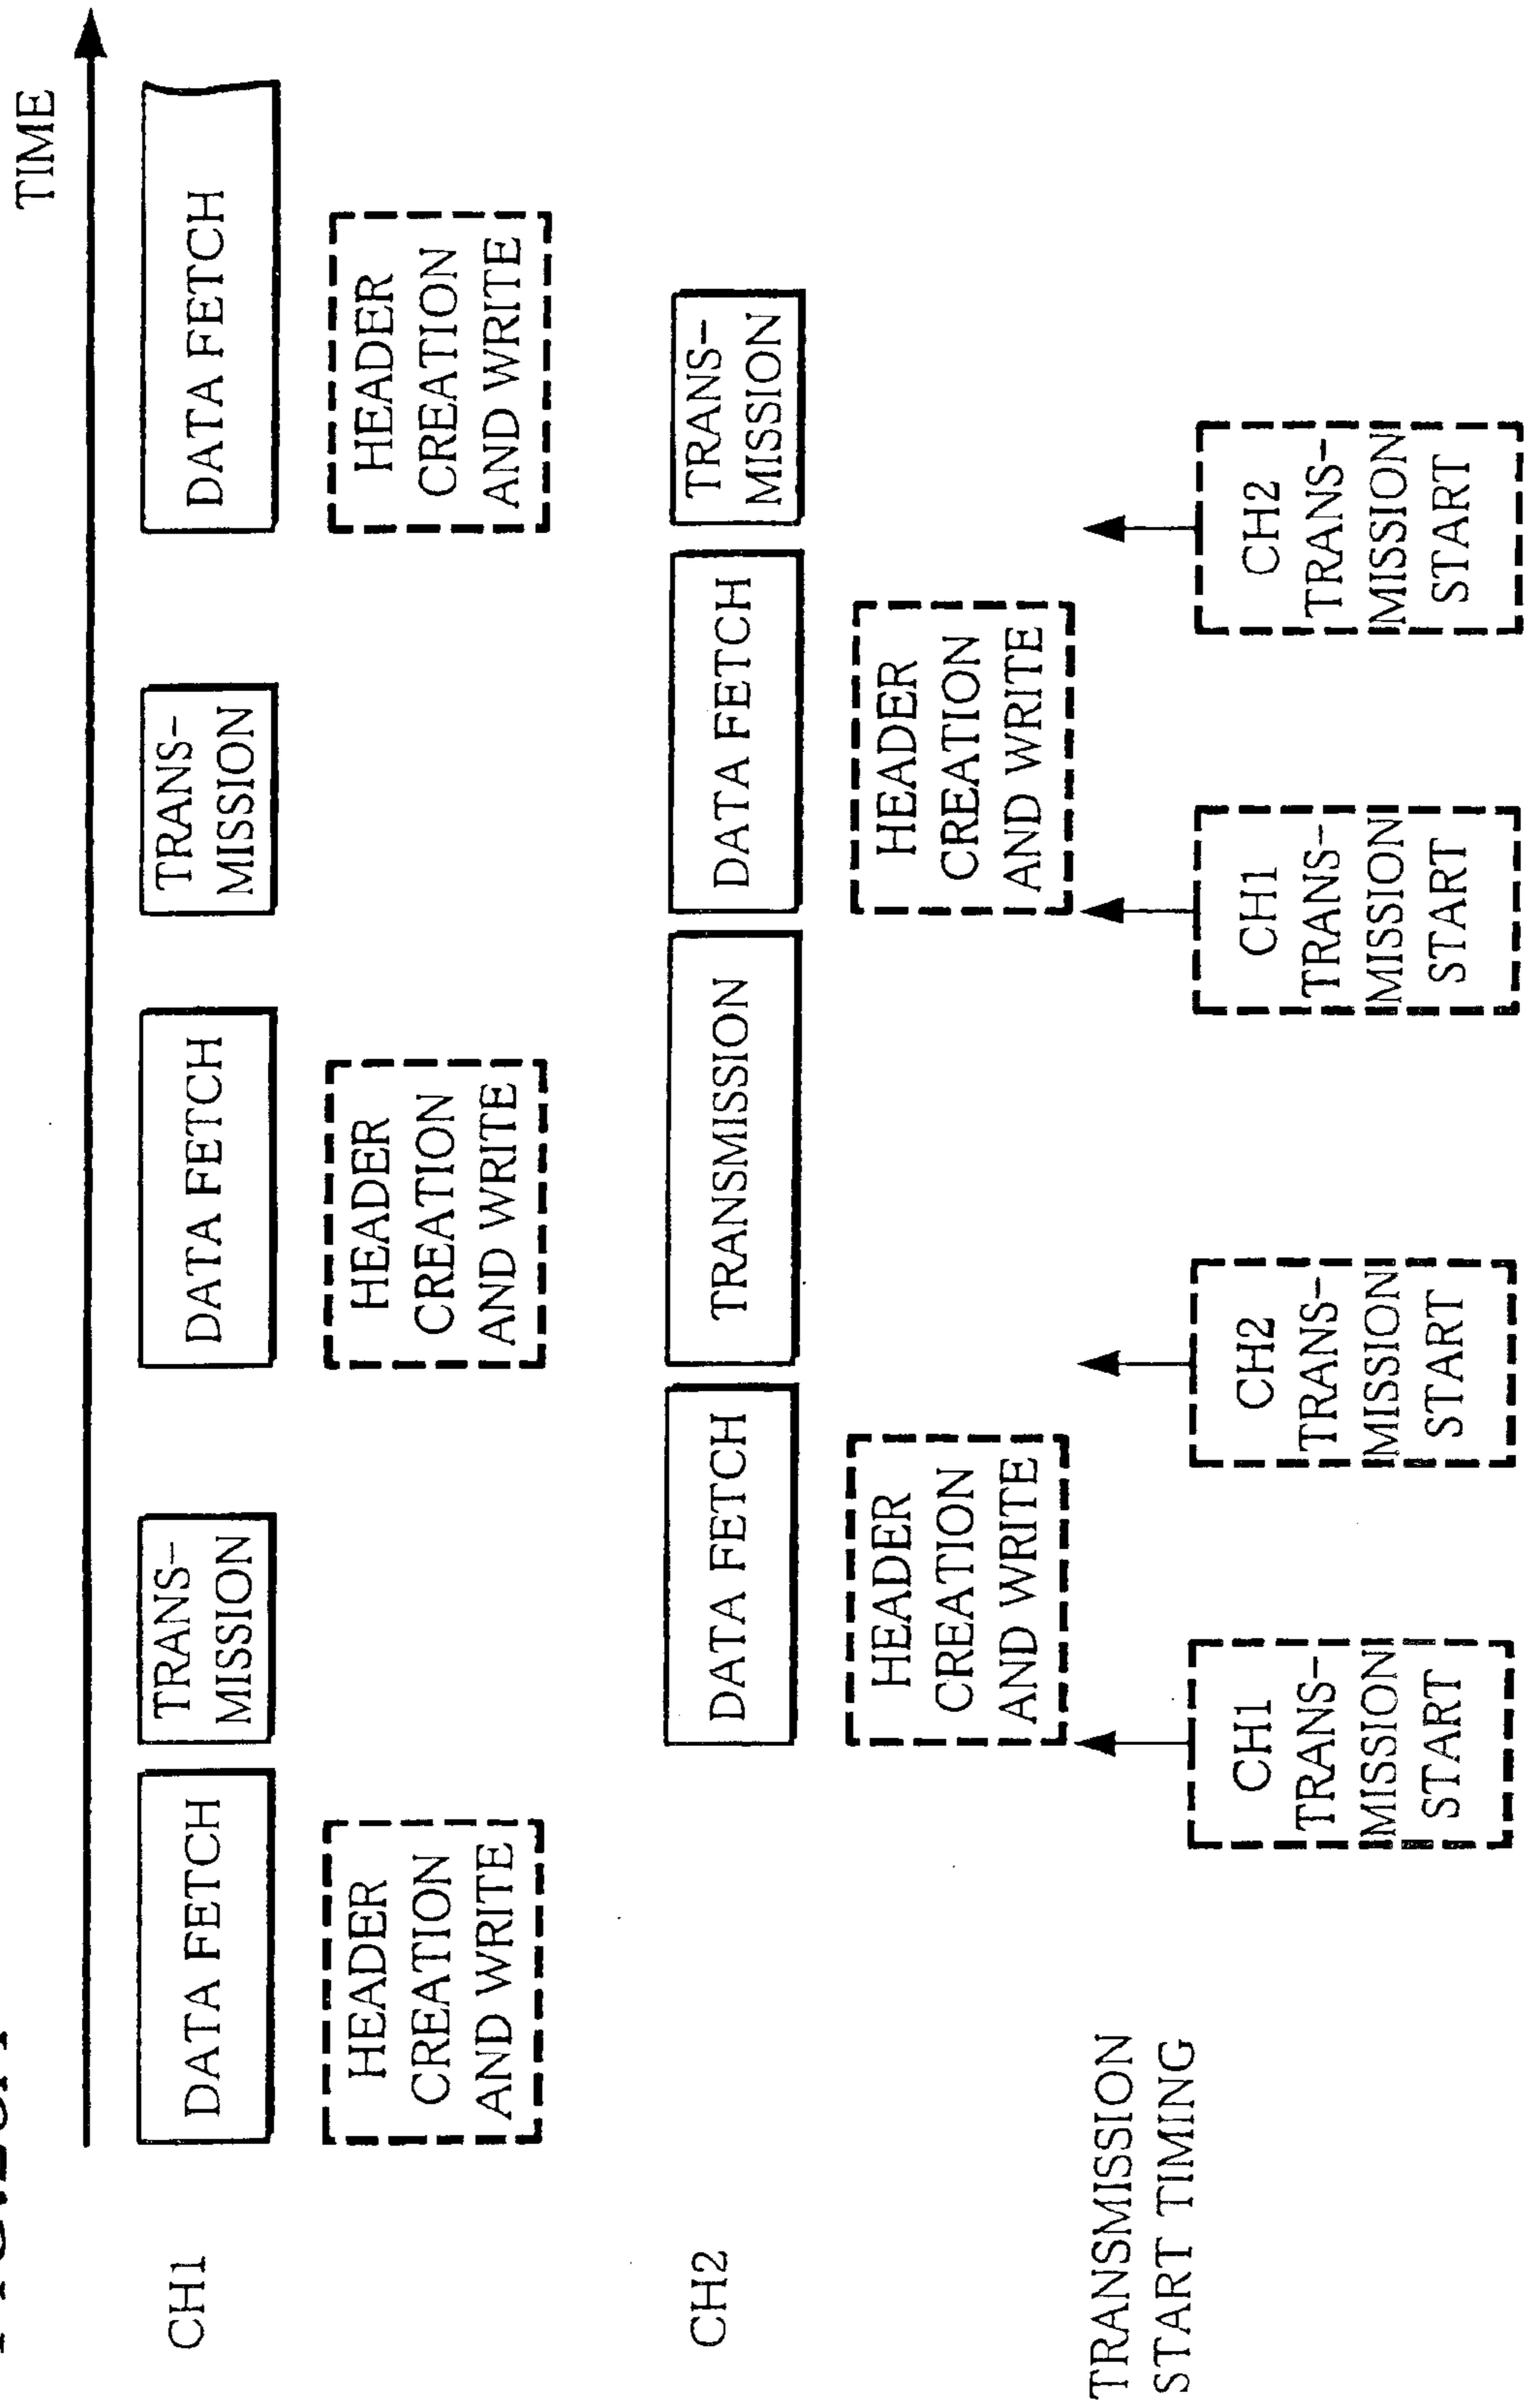 TIME
CH1
DATA FETCH
TRANS-
MISSION
DATA FETCH
TRANS-
MISSION
DATA FETCH
HEADER
CREATION
AND WRITE
HEADER
CREATION
AND WRITE
HEADER
CREATION
AND WRITE
CH2
DATA FETCH
TRANSMISSION
DATA FETCH
TRANS-
MISSION
HEADER
CREATION
AND WRITE
HEADER
CREATION
AND WRITE
TRANSMISSION
START TIMING
CH1
TRANS-
MISSION
START
CH2
TRANS-
MISSION
START
CH1
TRANS-
MISSION
START
CH2
TRANS-
MISSION
START